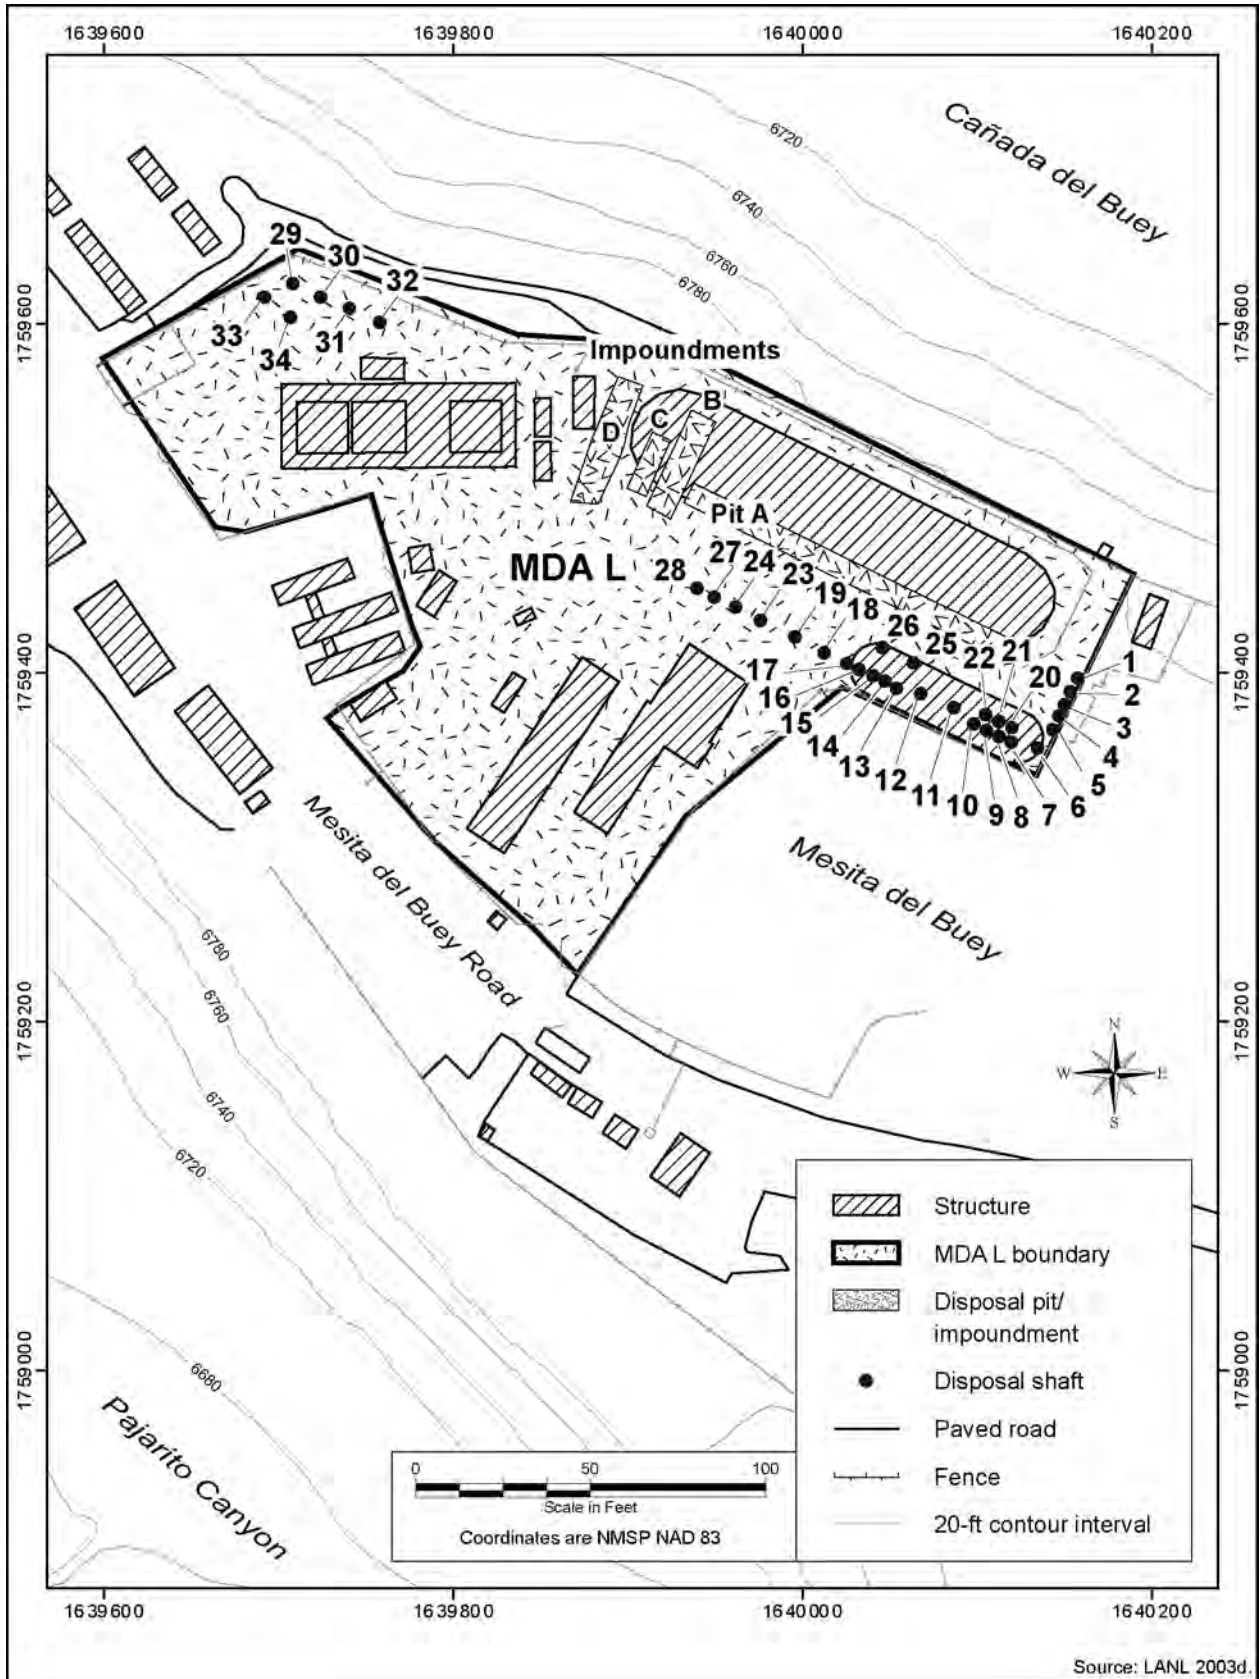 1639600
1639800
1640000
1640200
Cañada del Buey
6720
6740
6760
6780
29
30
32
33
34
31
1759600
1759600
Impoundments
B
C
D
Pit A
MDA L
28
27
24
23
19
18
26
25
22
21
20
1
2
3
4
5
6
7
8
9
10
11
12
13
14
15
16
17
1759400
1759400
Mesita del Buey Road
Mesita del Buey
6780
6760
6740
6720
1759200
1759200
N
W
E
S
6680
Pajarito Canyon
1759000
1759000
Structure
MDA L boundary
Disposal pit/
impoundment
Disposal shaft
Paved road
Fence
20-ft contour interval
0
50
100
Scale in Feet
Coordinates are NMSP NAD 83
1639600
1639800
1640000
1640200
Source: LANL 2003d.